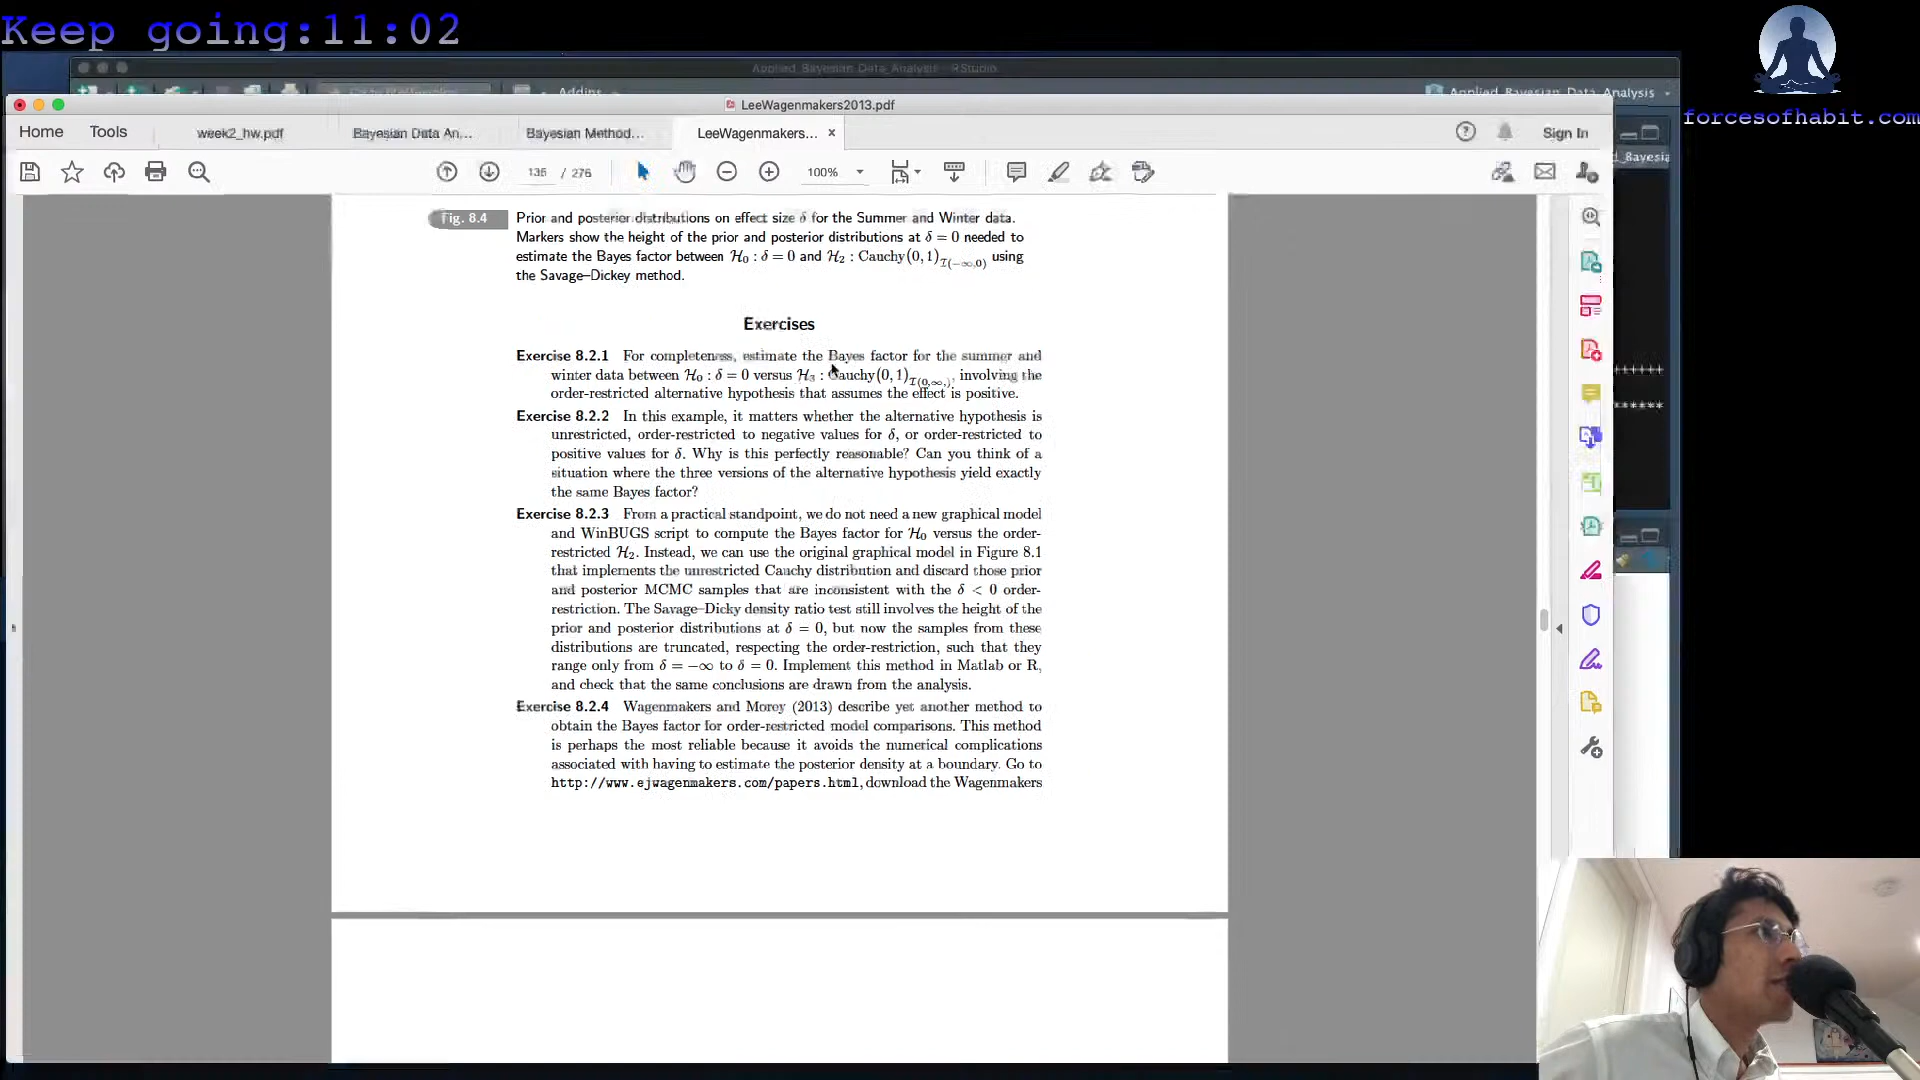 Keep going:11:02
forcesofhabit.com
Applied_Bayesian_Data_Analysis - RStudio
Addins
Applied_Bayesian_Data_Analysis
LeeWagenmakers2013.pdf
Home Tools week2_hw.pdf Bayesian Data An... Bayesian Method... LeeWagenmakers... × Sign In
135 / 276 100%
Fig. 8.4 Prior and posterior distributions on effect size δ for the Summer and Winter data.
Markers show the height of the prior and posterior distributions at δ = 0 needed to
estimate the Bayes factor between H₀ : δ = 0 and H₂ : Cauchy(0, 1)_I(−∞,0) using
the Savage–Dickey method.
Exercises
Exercise 8.2.1 For completeness, estimate the Bayes factor for the summer and
winter data between H₀ : δ = 0 versus H₃ : Cauchy(0, 1)_I(0,∞,), involving the
order-restricted alternative hypothesis that assumes the effect is positive.
Exercise 8.2.2 In this example, it matters whether the alternative hypothesis is
unrestricted, order-restricted to negative values for δ, or order-restricted to
positive values for δ. Why is this perfectly reasonable? Can you think of a
situation where the three versions of the alternative hypothesis yield exactly
the same Bayes factor?
Exercise 8.2.3 From a practical standpoint, we do not need a new graphical model
and WinBUGS script to compute the Bayes factor for H₀ versus the order-
restricted H₂. Instead, we can use the original graphical model in Figure 8.1
that implements the unrestricted Cauchy distribution and discard those prior
and posterior MCMC samples that are inconsistent with the δ < 0 order-
restriction. The Savage–Dicky density ratio test still involves the height of the
prior and posterior distributions at δ = 0, but now the samples from these
distributions are truncated, respecting the order-restriction, such that they
range only from δ = −∞ to δ = 0. Implement this method in Matlab or R,
and check that the same conclusions are drawn from the analysis.
Exercise 8.2.4 Wagenmakers and Morey (2013) describe yet another method to
obtain the Bayes factor for order-restricted model comparisons. This method
is perhaps the most reliable because it avoids the numerical complications
associated with having to estimate the posterior density at a boundary. Go to
http://www.ejwagenmakers.com/papers.html, download the Wagenmakers